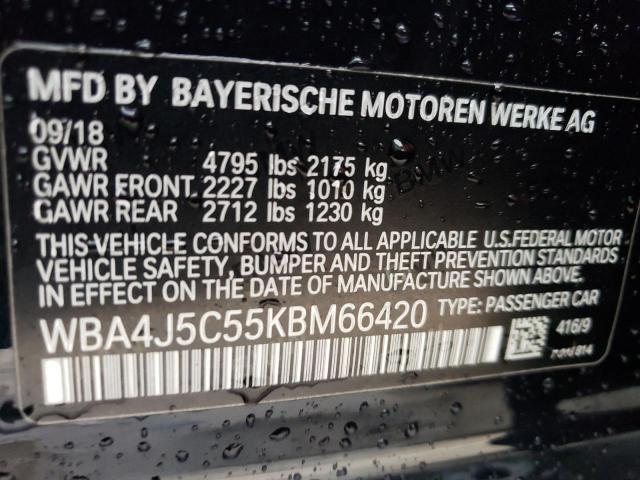 MFD BY BAYERISCHE MOTOREN WERKE AG
09/18
GVWR 4795 lbs 2175 kg
GAWR FRONT 2227 lbs 1010 kg
GAWR REAR 2712 lbs 1230 kg
THIS VEHICLE CONFORMS TO ALL APPLICABLE U.S.FEDERAL MOTOR
VEHICLE SAFETY, BUMPER AND THEFT PREVENTION STANDARDS
IN EFFECT ON THE DATE OF MANUFACTURE SHOWN ABOVE.
WBA4J5C55KBM66420 TYPE: PASSENGER CAR
416/9